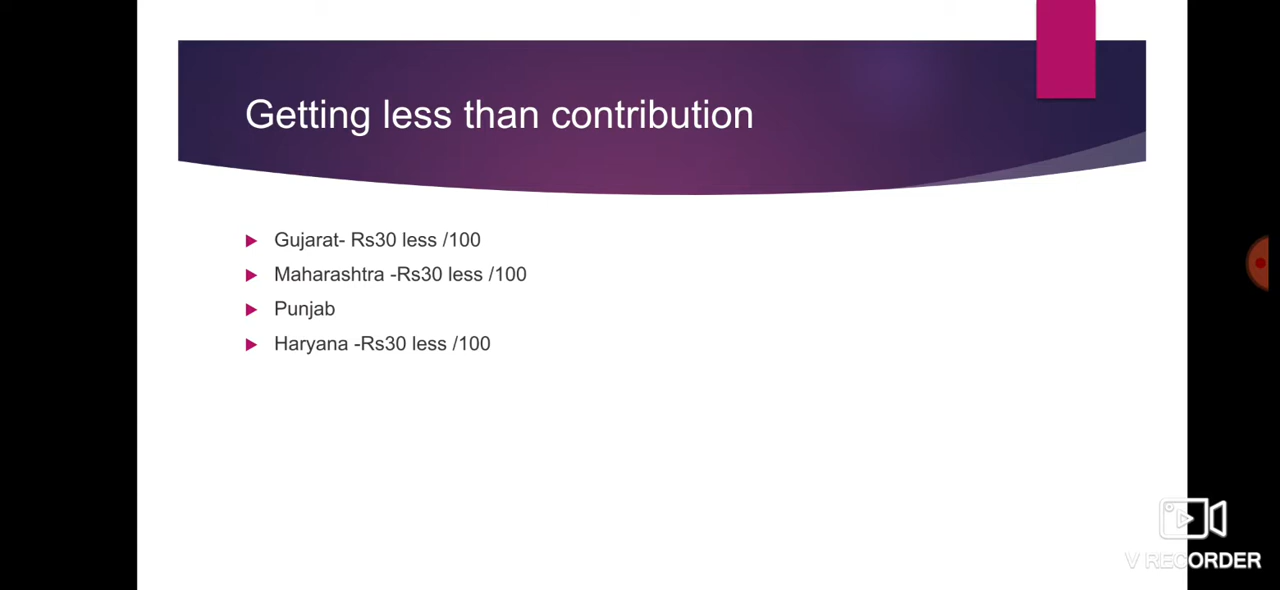 Getting less than contribution
Gujarat- Rs30 less /100
Maharashtra -Rs30 less /100
Punjab
Haryana -Rs30 less /100
V RECORDER